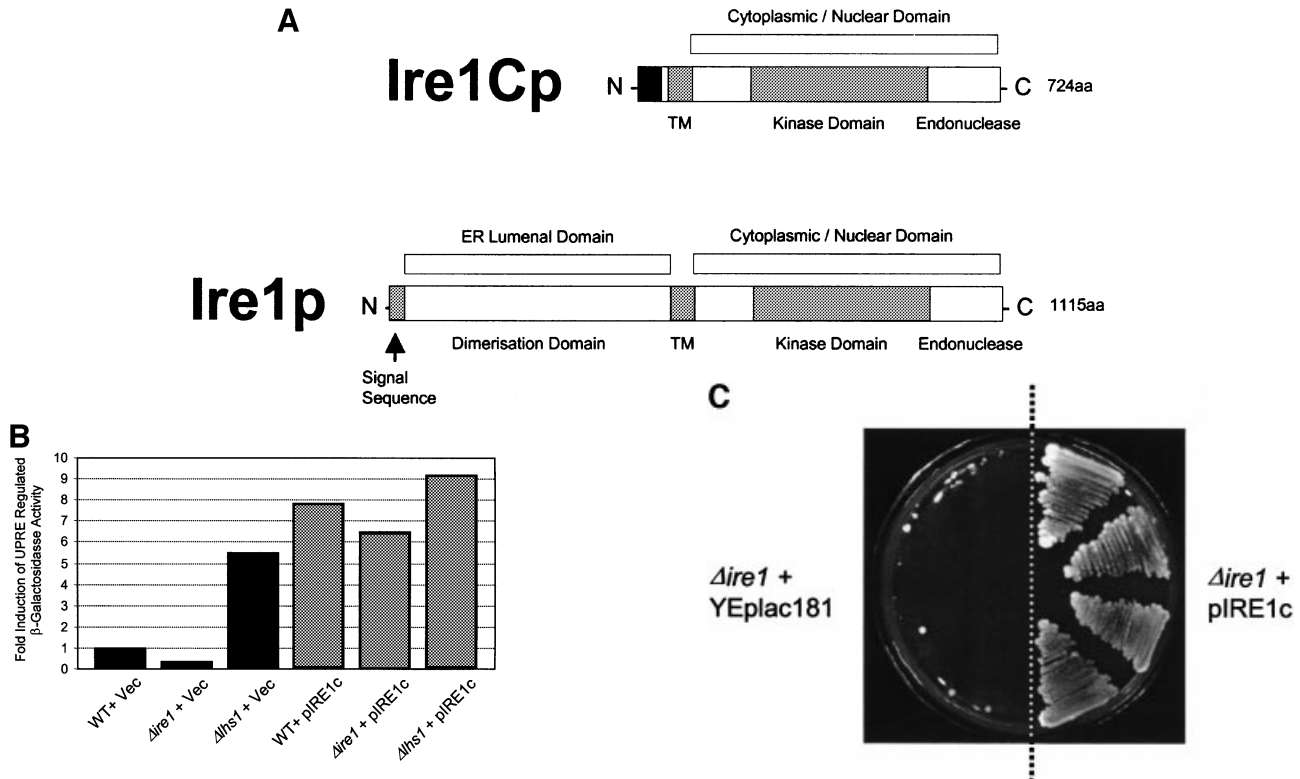 A
Cytoplasmic / Nuclear Domain
Ire1Cp
N
C
724aa
TM
Kinase Domain
Endonuclease
ER Lumenal Domain
Cytoplasmic / Nuclear Domain
Ire1p
N
C
1115aa
Dimerisation Domain
TM
Kinase Domain
Endonuclease
Signal
Sequence
B
Fold Induction of UPRE Regulated
β-Galactosidasse Activity
10
9
8
7
6
5
4
3
2
1
0
WT+ Vec
Δire1 + Vec
Δlhs1 + Vec
WT+ pIRE1c
Δire1 + pIRE1c
Δlhs1 + pIRE1c
C
Δire1 +
YEplac181
Δire1 +
pIRE1c